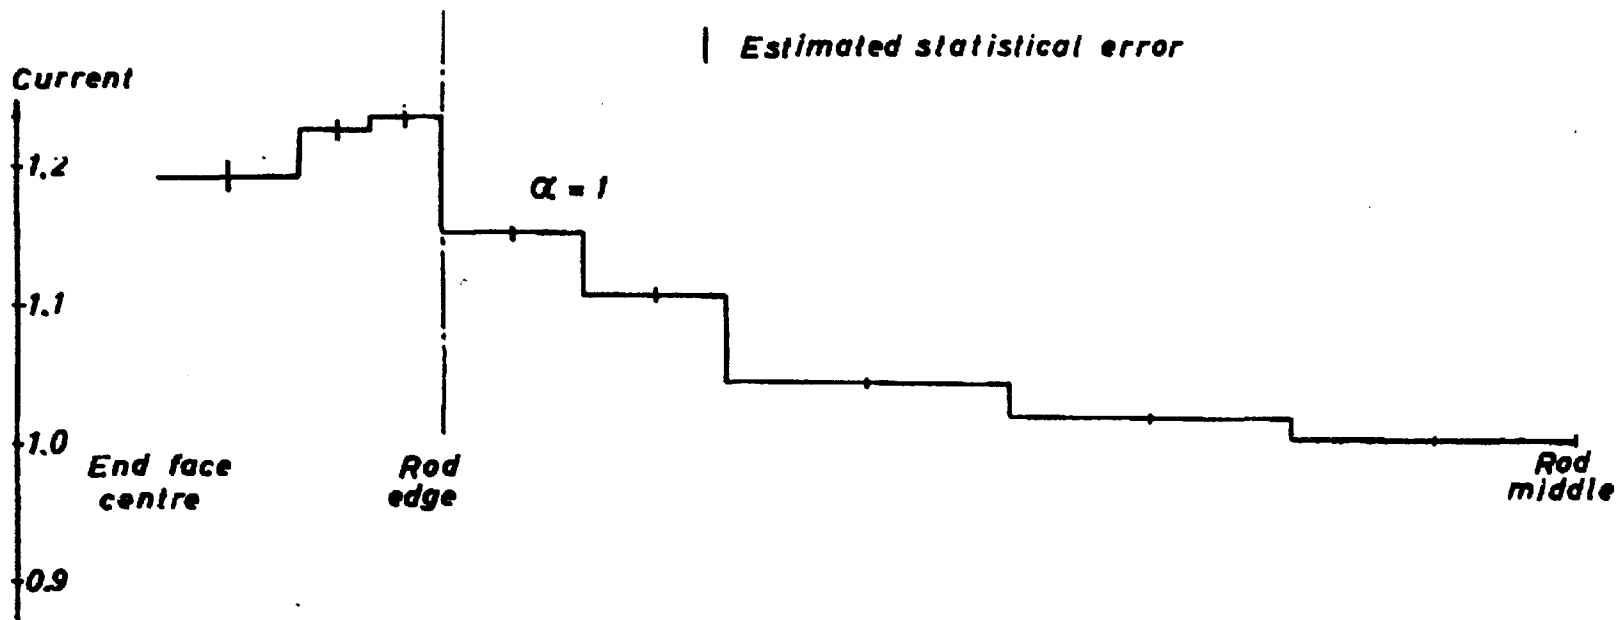 | Estimated statistical error
Current
1.2
α = 1
1.1
1.0
End face
centre
Rod
edge
Rod
middle
0.9